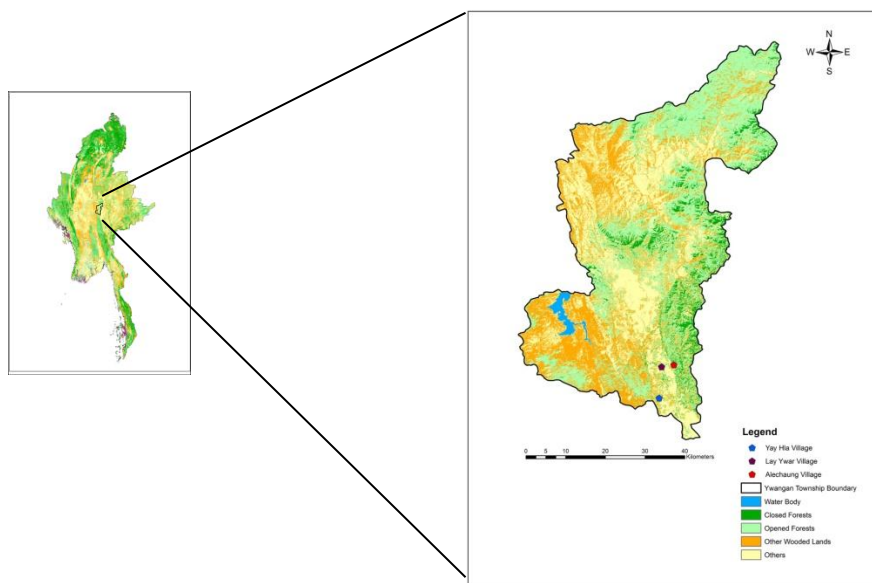 N
W E
S
Legend
Yay Hla Village
Lay Ywar Village
Alechaung Village
Ywangan Township Boundary
Water Body
Closed Forests
Opened Forests
Other Wooded Lands
Others
0 5 10 20 30 40
Kilometers